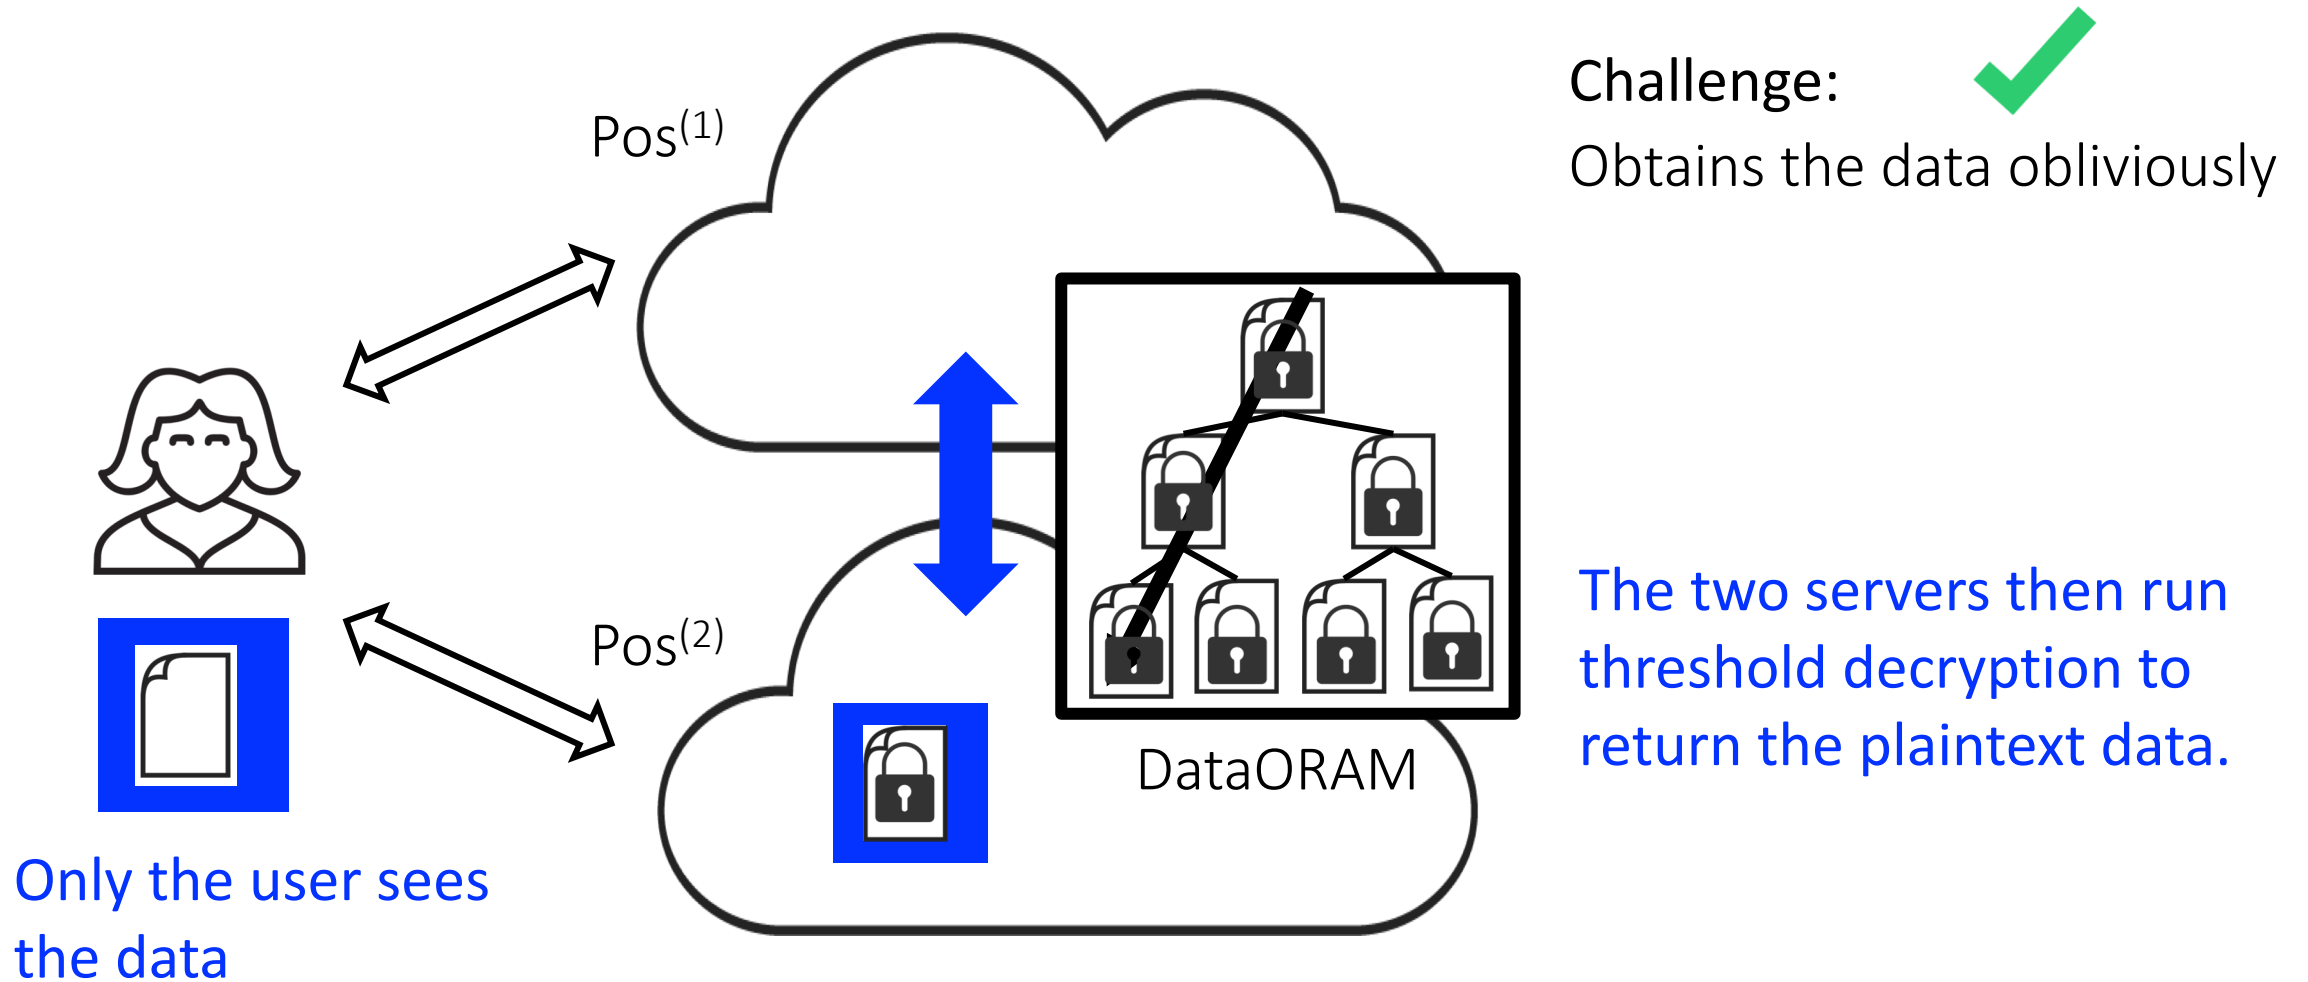 Challenge:
Obtains the data obliviously
Pos⁽¹⁾
Pos⁽²⁾
DataORAM
The two servers then run
threshold decryption to
return the plaintext data.
Only the user sees
the data